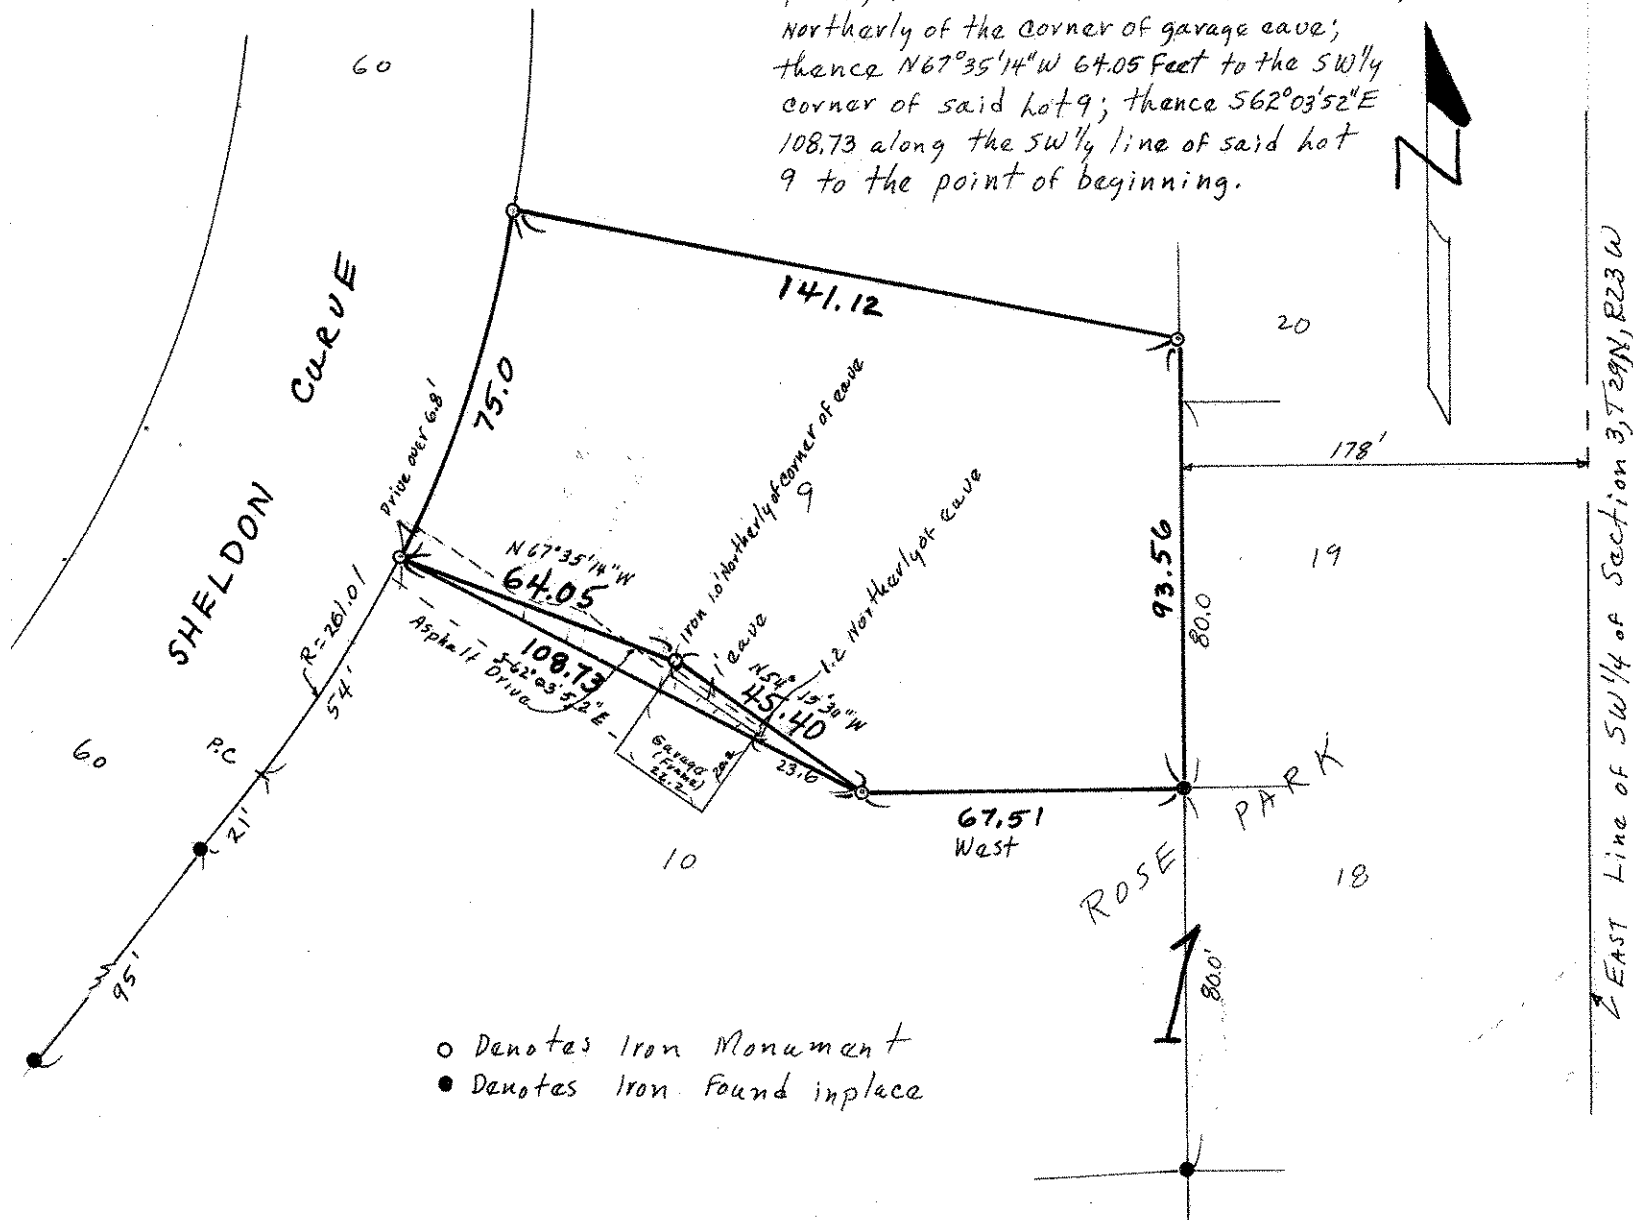 Northerly of the corner of garage eave;
thence N67°35'14"W 64.05 Feet to the SW'ly
corner of said Lot 9; thence S62°03'52"E
108.73 along the SW'ly line of said Lot
9 to the point of beginning.
60
141.12
20
SHELDON CURVE
75.0
Drive over 6.8'
Iron 1.0' Northerly of corner of eave
9
178'
EAST Line of SW 1/4 of Section 3, T29N, R23W
N67°35'14"W
64.05
1.2 Northerly of eave
93.56
80.0
19
R=261.01
54'
Asphalt Drive
108.73
S62°03'52"E
1' eave
45.40
Garage
(Frame)
22.2
23.6
60
P.C
21'
67.51
West
ROSE PARK
10
18
1
80.0'
95'
Denotes Iron Monument
Denotes Iron Found inplace